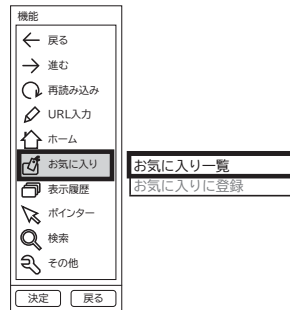 機能
戻る
進む
再読み込み
URL入力
ホーム
お気に入り
お気に入り一覧
お気に入りに登録
表示履歴
ポインター
検索
その他
決定 戻る